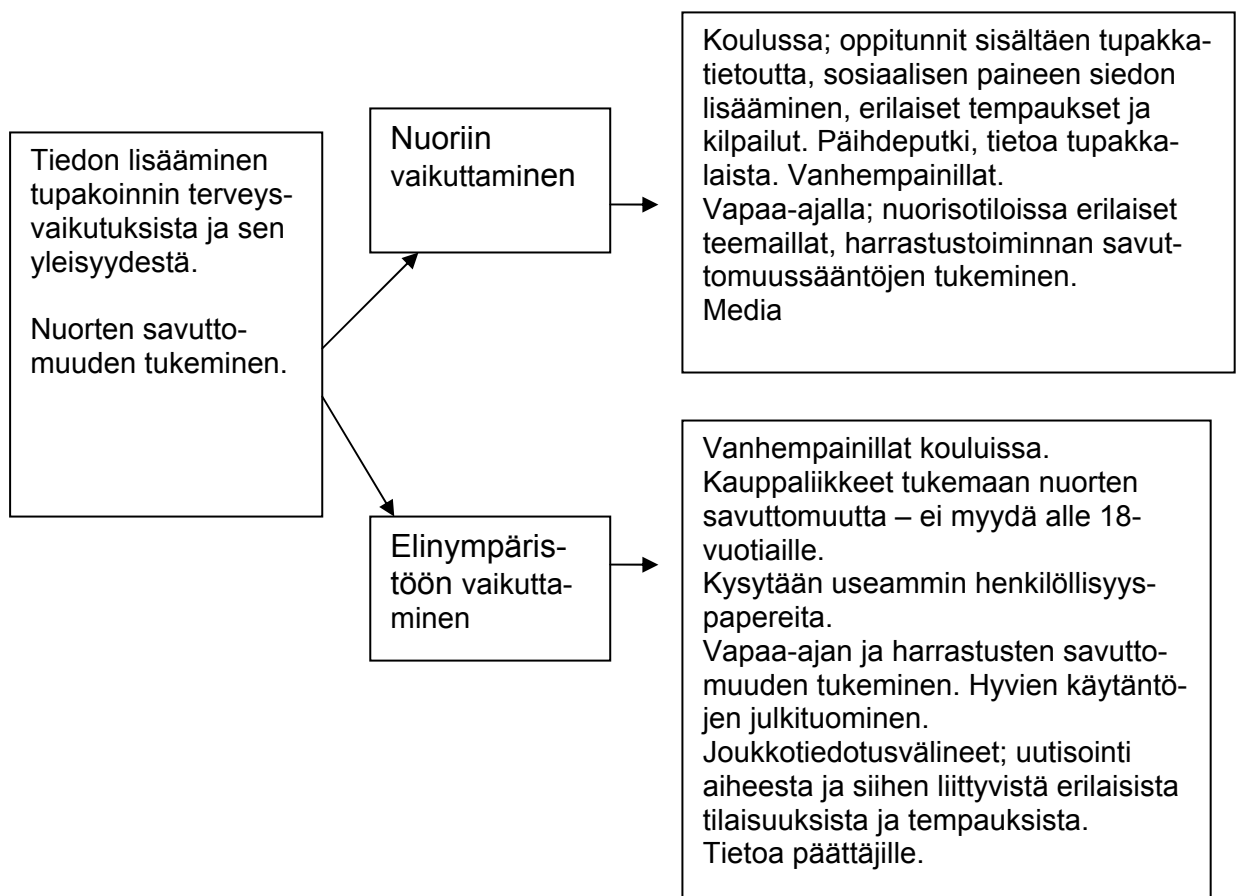 Tiedon lisääminen
tupakoinnin terveys-
vaikutuksista ja sen
yleisyydestä.
Nuorten savutto-
muuden tukeminen.
Nuoriin
vaikuttaminen
Koulussa; oppitunnit sisältäen tupakka-
tietoutta, sosiaalisen paineen siedon
lisääminen, erilaiset tempaukset ja
kilpailut. Päihdeputki, tietoa tupakka-
laista. Vanhempainillat.
Vapaa-ajalla; nuorisotiloissa erilaiset
teemaillat, harrastustoiminnan savut-
tomuussääntöjen tukeminen.
Media
Elinympäris-
töön vaikutta-
minen
Vanhempainillat kouluissa.
Kauppaliikkeet tukemaan nuorten
savuttomuutta – ei myydä alle 18-
vuotiaille.
Kysytään useammin henkilöllisyys-
papereita.
Vapaa-ajan ja harrastusten savutto-
muuden tukeminen. Hyvien käytäntö-
jen julkituominen.
Joukkotiedotusvälineet; uutisointi
aiheesta ja siihen liittyvistä erilaisista
tilaisuuksista ja tempauksista.
Tietoa päättäjille.